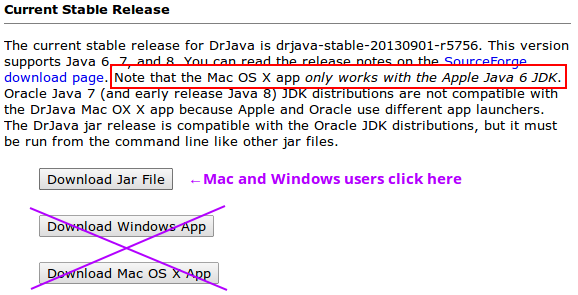 Current Stable Release
The current stable release for DrJava is drjava-stable-20130901-r5756. This version
supports Java 6, 7, and 8. You can read the release notes on the SourceForge
download page. Note that the Mac OS X app only works with the Apple Java 6 JDK.
Oracle Java 7 (and early release Java 8) JDK distributions are not compatible with
the DrJava Mac OX X app because Apple and Oracle use different app launchers.
The DrJava jar release is compatible with the Oracle JDK distributions, but it must
be run from the command line like other jar files.
Download Jar File ←Mac and Windows users click here
Download Windows App
Download Mac OS X App